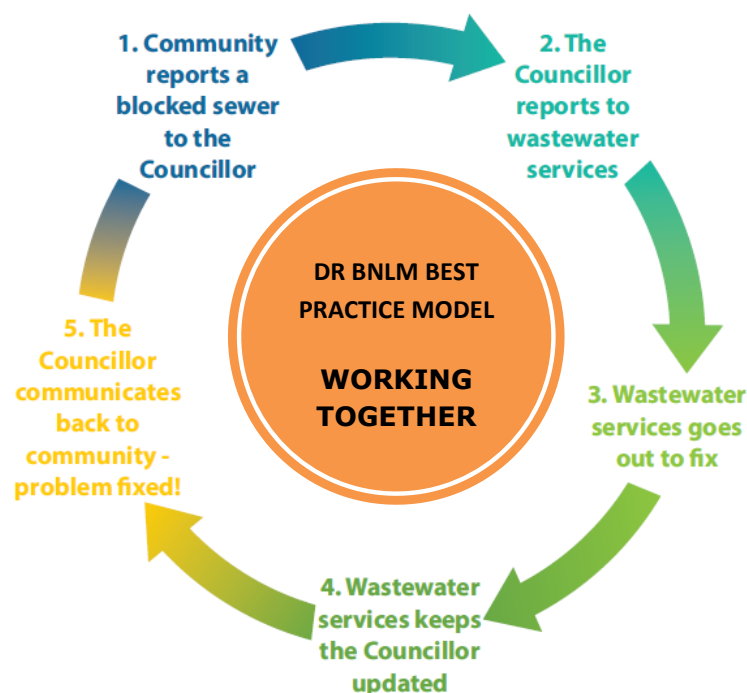 1. Community
reports a
blocked sewer
to the
Councillor
2. The
Councillor
reports to
wastewater
services
3. Wastewater
services goes
out to fix
4. Wastewater
services keeps
the Councillor
updated
5. The
Councillor
communicates
back to
community -
problem fixed!
DR BNLM BEST
PRACTICE MODEL
WORKING
TOGETHER